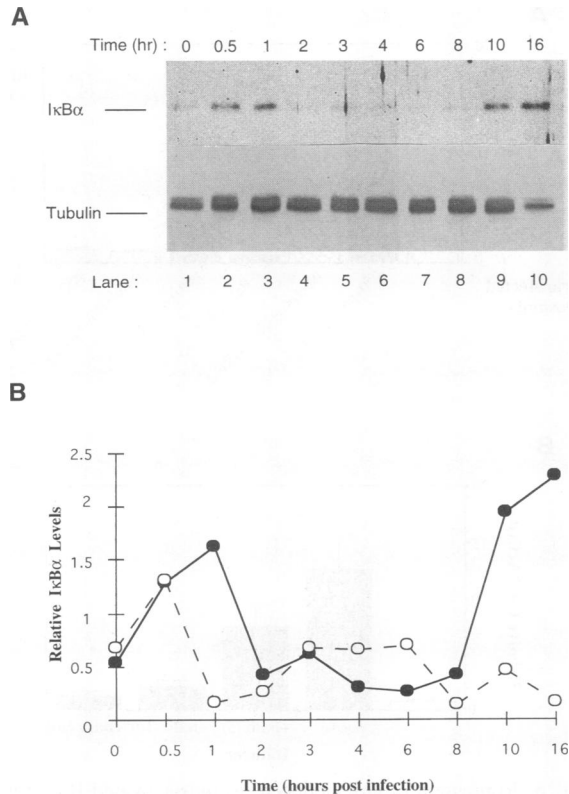 A
Time (hr) : 0 0.5 1 2 3 4 6 8 10 16
IκBα
Tubulin
Lane : 1 2 3 4 5 6 7 8 9 10
B
Relative IκBα Levels
2.5
2
1.5
1
0.5
0
0 0.5 1 2 3 4 6 8 10 16
Time (hours post infection)